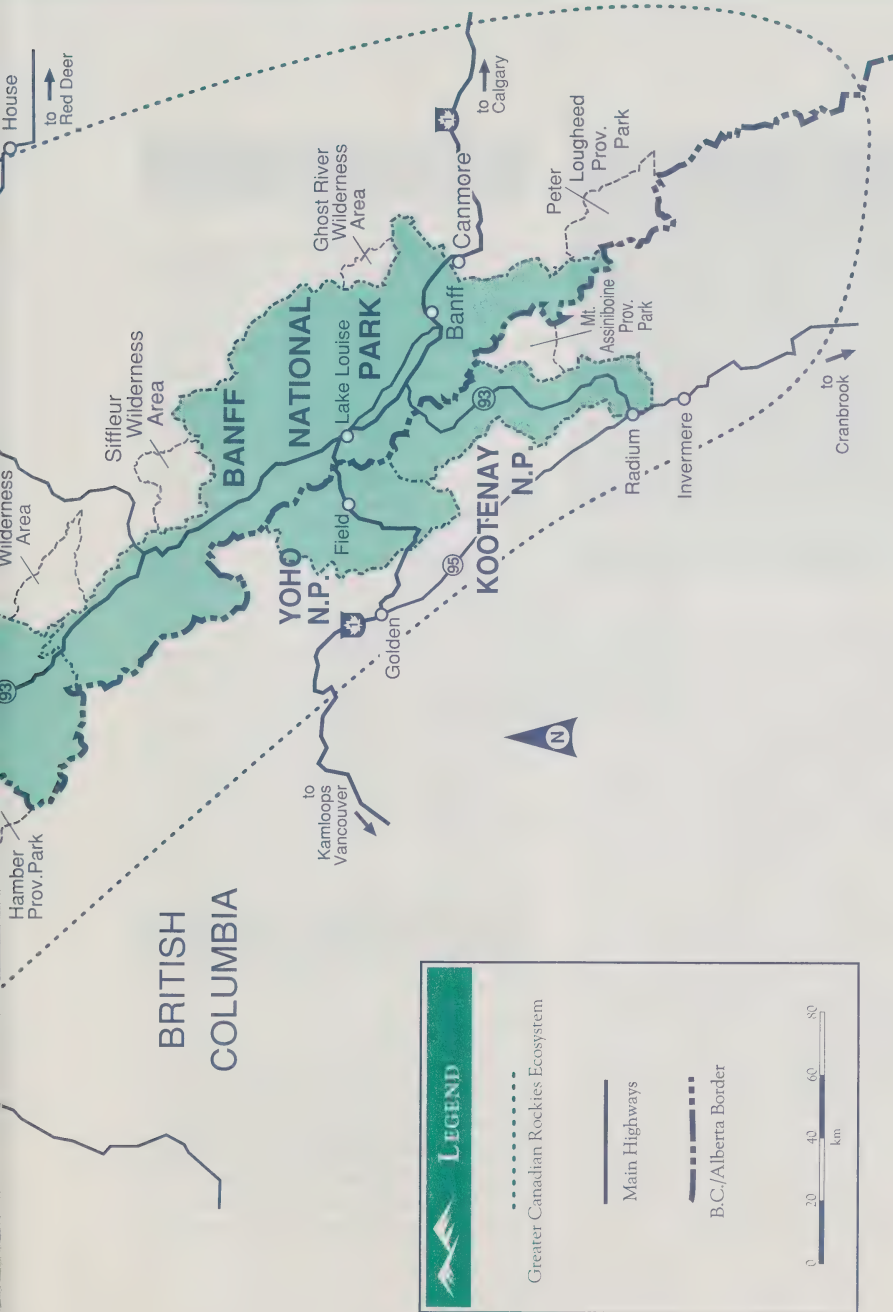 House
to
Red Deer
Wilderness
Area
Siffleur
Wilderness
Area
Ghost River
Wilderness
Area
1
to
Calgary
93
Hamber
Prov. Park
BANFF
NATIONAL
PARK
Lake Louise
Banff
Canmore
Peter
Lougheed
Prov.
Park
Mt.
Assiniboine
Prov.
Park
YOHO
N.P.
Field
93
KOOTENAY
N.P.
95
1
Golden
Radium
Invermere
to
Cranbrook
to
Kamloops
Vancouver
BRITISH
COLUMBIA
N
LEGEND
Greater Canadian Rockies Ecosystem
Main Highways
B.C./Alberta Border
0 20 40 60 80
km